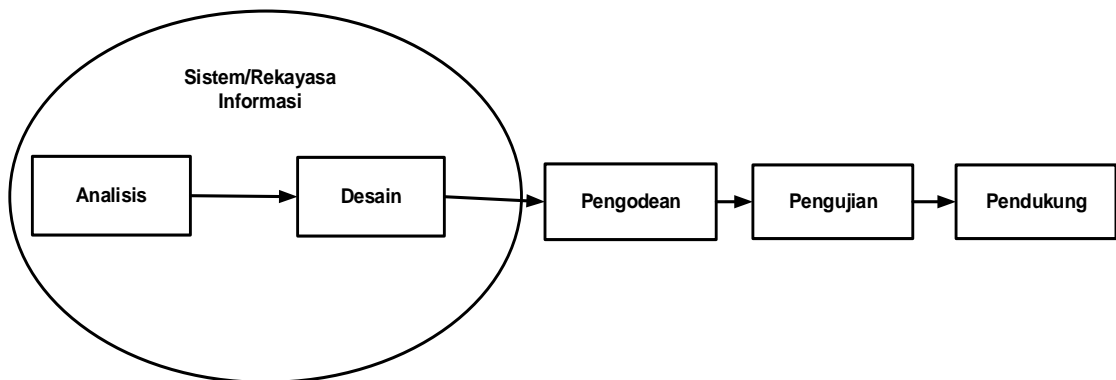 Sistem/Rekayasa
Informasi
Analisis
Desain
Pengodean
Pengujian
Pendukung